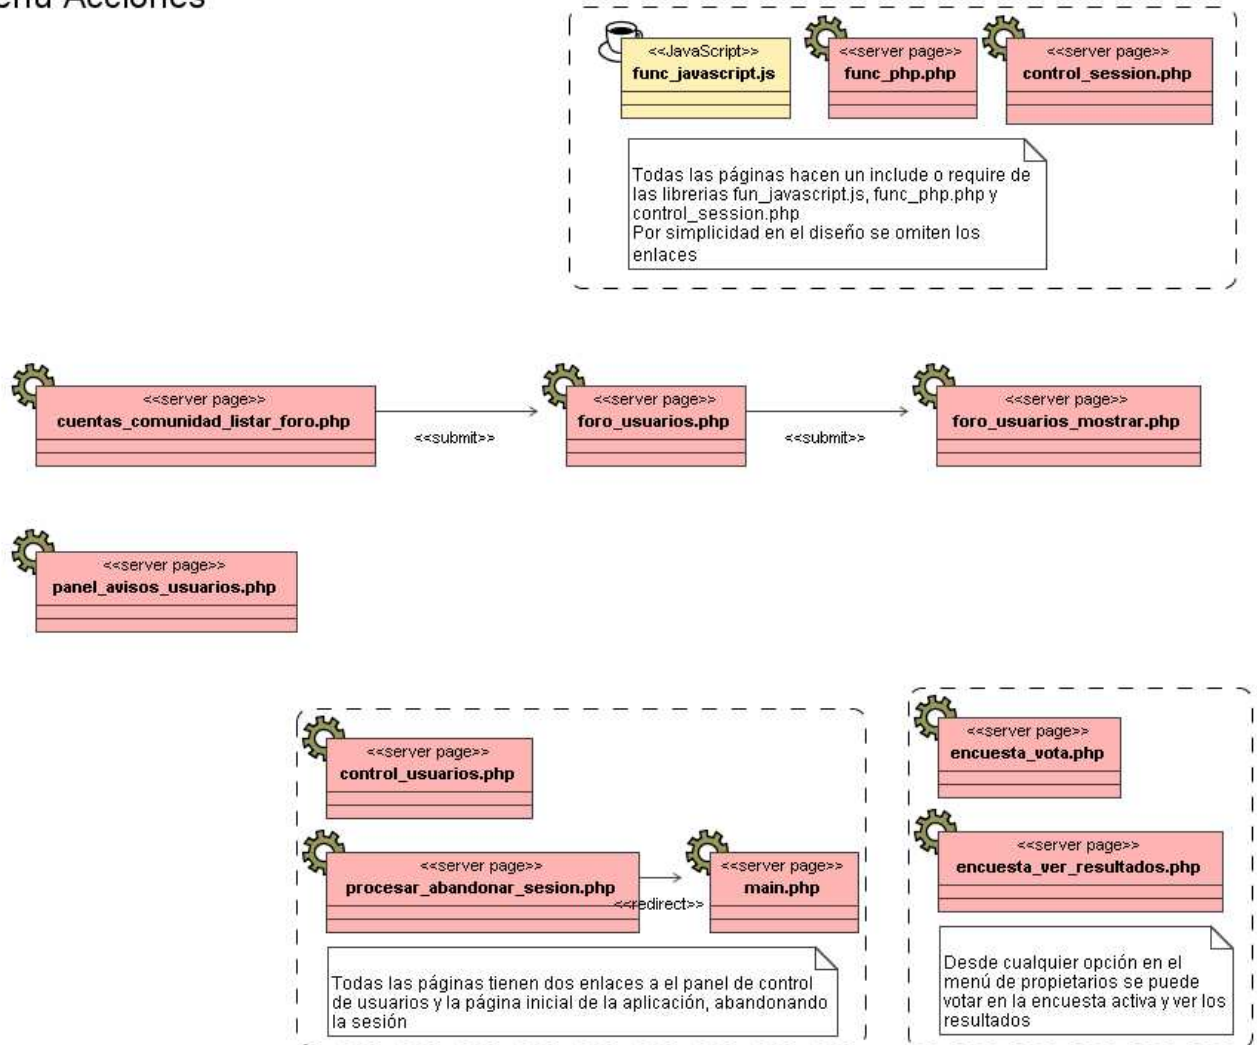 Acciones
<<JavaScript>>
func_javascript.js
<<server page>>
func_php.php
<<server page>>
control_session.php
Todas las páginas hacen un include o require de
las librerias fun_javascript.js, func_php.php y
control_session.php
Por simplicidad en el diseño se omiten los
enlaces
<<server page>>
cuentas_comunidad_listar_foro.php
<<submit>>
<<server page>>
foro_usuarios.php
<<submit>>
<<server page>>
foro_usuarios_mostrar.php
<<server page>>
panel_avisos_usuarios.php
<<server page>>
control_usuarios.php
<<server page>>
procesar_abandonar_sesion.php
<<redirect>>
<<server page>>
main.php
Todas las páginas tienen dos enlaces a el panel de control
de usuarios y la página inicial de la aplicación, abandonando
la sesión
<<server page>>
encuesta_vota.php
<<server page>>
encuesta_ver_resultados.php
Desde cualquier opción en el
menú de propietarios se puede
votar en la encuesta activa y ver los
resultados